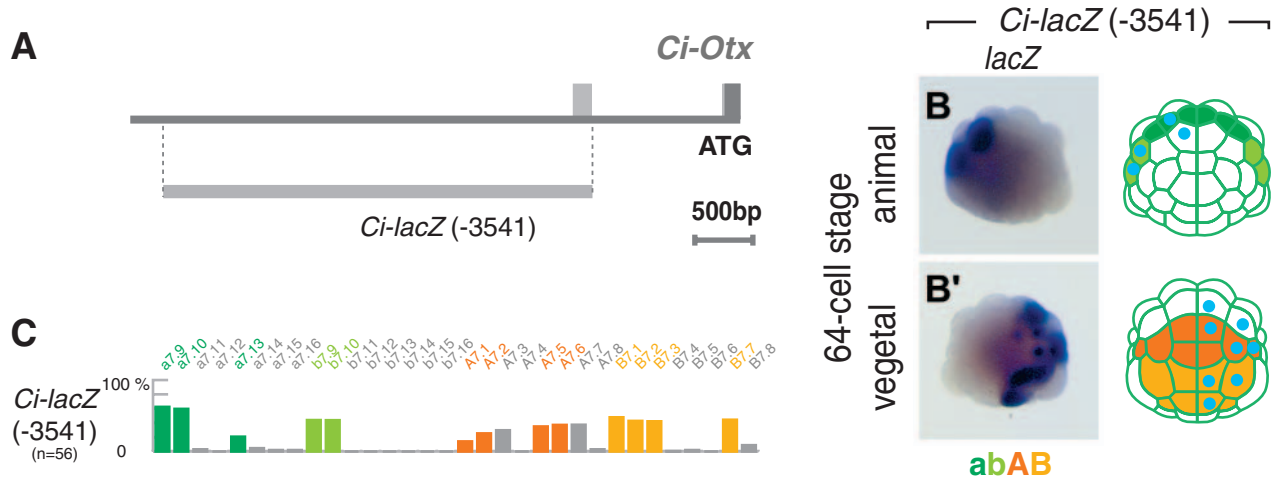 A
Ci-Otx
ATG
Ci-lacZ (-3541)
500bp
Ci-lacZ (-3541)
lacZ
B
B'
64-cell stage
animal
vegetal
abAB
C
a7.9 a7.10 a7.11 a7.12 a7.13 a7.14 a7.15 a7.16 b7.9 b7.10 b7.11 b7.12 b7.13 b7.14 b7.15 b7.16 A7.1 A7.2 A7.3 A7.4 A7.5 A7.6 A7.7 A7.8 B7.1 B7.2 B7.3 B7.4 B7.5 B7.6 B7.7 B7.8
100 %
Ci-lacZ
(-3541)
(n=56)
0